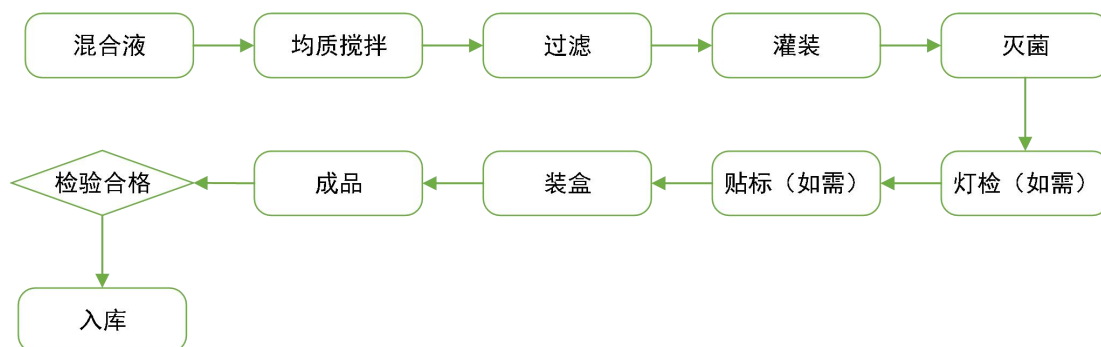 混合液
均质搅拌
过滤
灌装
灭菌
灯检（如需）
贴标（如需）
装盒
成品
检验合格
入库